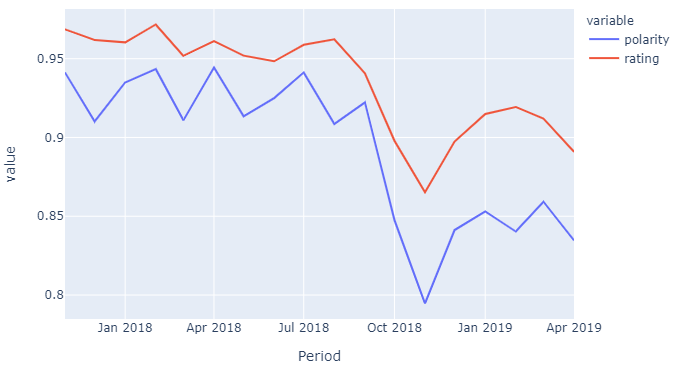 variable
polarity
rating
0.95
0.9
0.85
0.8
value
Jan 2018 Apr 2018 Jul 2018 Oct 2018 Jan 2019 Apr 2019
Period